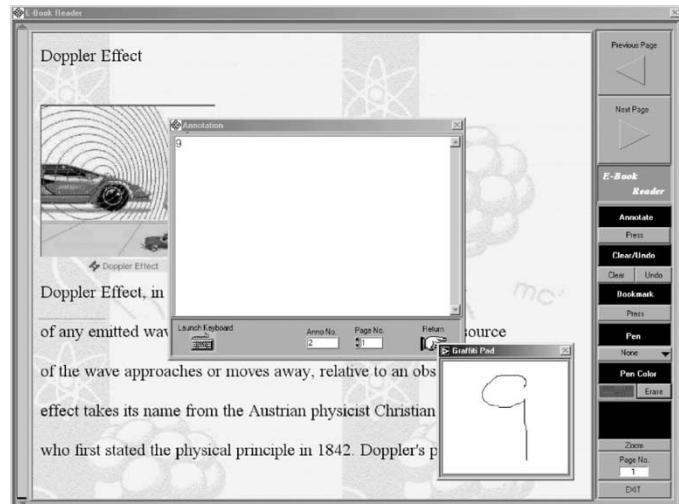 E-Book Reader
Doppler Effect
Annotation
9
Doppler Effect
Launch Keyboard
Anno No.
2
Page No.
1
Return
Graffiti Pad
9
Doppler Effect, in
of any emitted wav
source
of the wave approaches or moves away, relative to an obs
effect takes its name from the Austrian physicist Christian
who first stated the physical principle in 1842. Doppler's p
mc
Previous Page
Next Page
E-Book
Reader
Annotate
Press
Clear/Undo
Clear
Undo
Bookmark
Press
Pen
None
Pen Color
Erase
Zoom
Page No.
1
EXIT